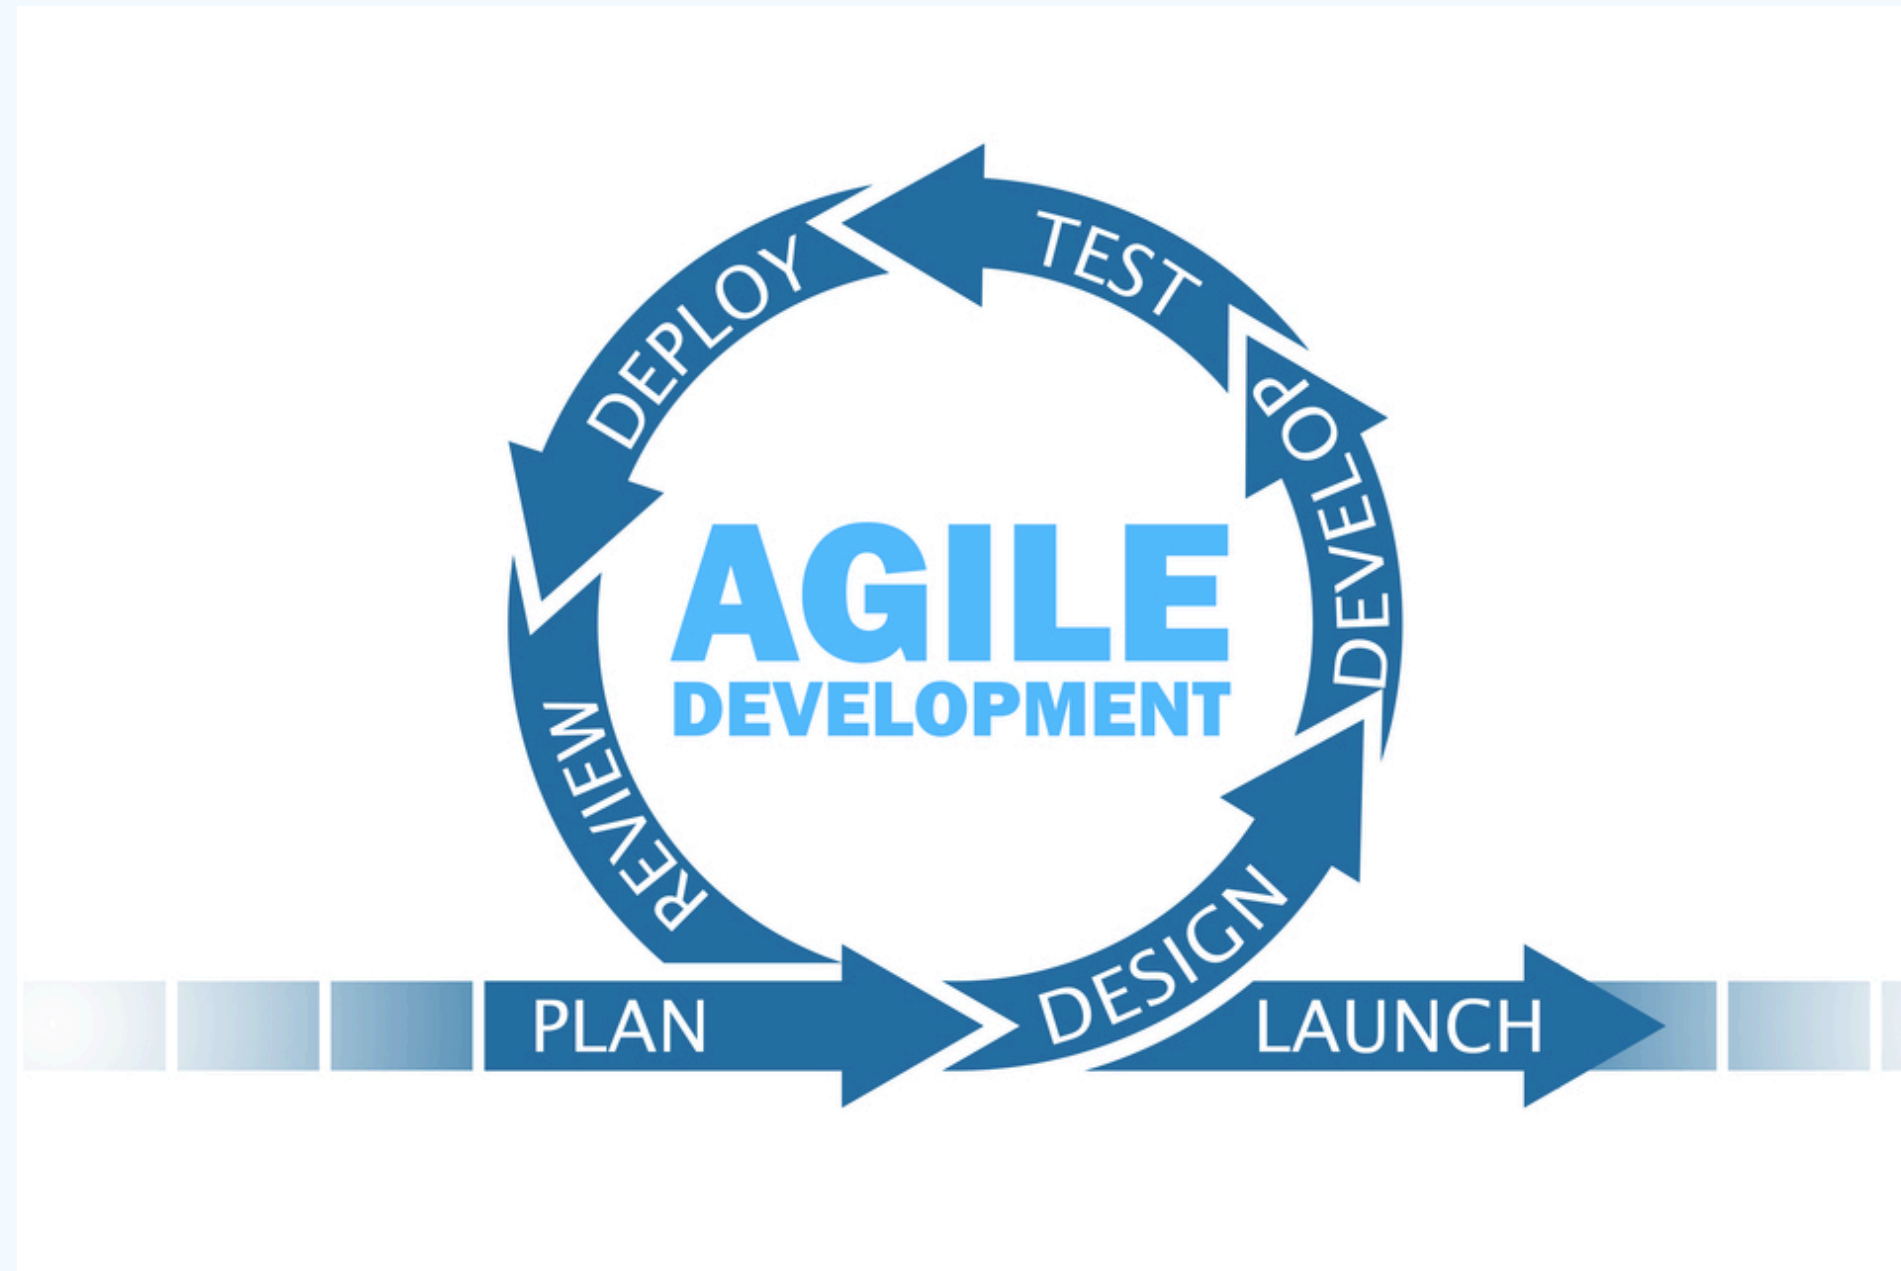 AGILE
DEVELOPMENT
PLAN
DESIGN
DEVELOP
TEST
DEPLOY
REVIEW
LAUNCH